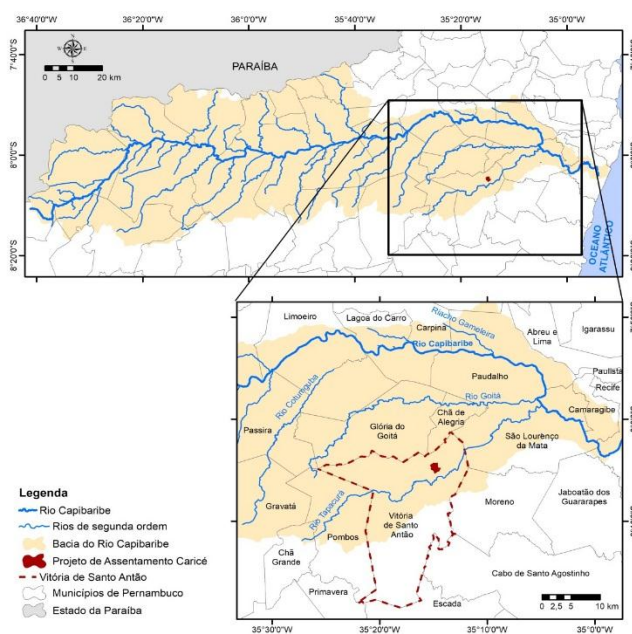 36°40'0"W 36°20'0"W 36°0'0"W 35°40'0"W 35°20'0"W 35°0'0"W
7°40'0"S
8°0'0"S
8°20'0"S
N
0 5 10 20 km
PARAÍBA
OCEANO
ATLÂNTICO
Limoeiro
Lagoa do Carro
Carpina
Riacho Gameleira
Rio Capibaribe
Abreu e
Lima
Igarassu
Paulista
Recife
Paudalho
Camaragibe
Rio Goitá
Rio Cotunguba
Passira
Glória do
Goitá
Chã de
Alegria
São Lourenço
da Mata
Jaboatão dos
Guararapes
Gravatá
Rio Tapacurá
Vitória
de Santo
Antão
Moreno
Chã
Grande
Pombos
Cabo de Santo Agostinho
Primavera
Escada
0 2,5 5 10 km
35°30'0"W 35°20'0"W 35°10'0"W 35°0'0"W
Legenda
Rio Capibaribe
Rios de segunda ordem
Bacia do Rio Capibaribe
Projeto de Assentamento Caricé
Vitória de Santo Antão
Municípios de Pernambuco
Estado da Paraíba